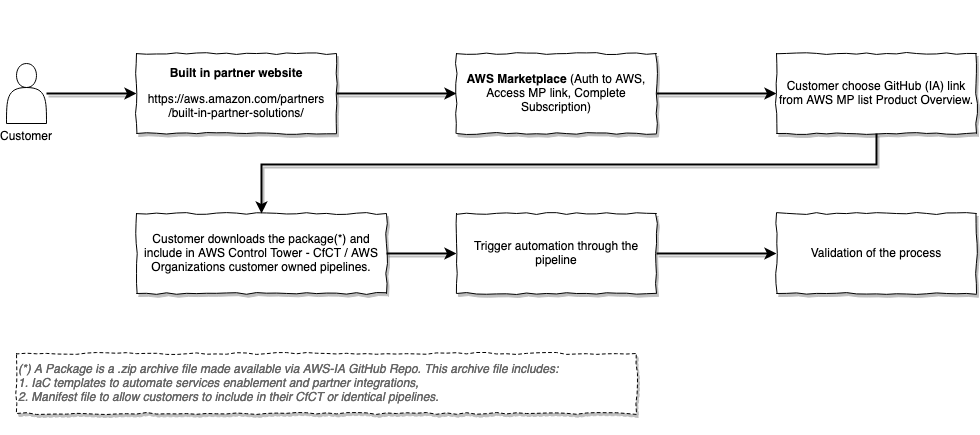 Customer
Built in partner website
https://aws.amazon.com/partners
/built-in-partner-solutions/
AWS Marketplace (Auth to AWS,
Access MP link, Complete
Subscription)
Customer choose GitHub (IA) link
from AWS MP list Product Overview.
Customer downloads the package(*) and
include in AWS Control Tower - CfCT / AWS
Organizations customer owned pipelines.
Trigger automation through the
pipeline
Validation of the process
(*) A Package is a .zip archive file made available via AWS-IA GitHub Repo. This archive file includes:
1. IaC templates to automate services enablement and partner integrations,
2. Manifest file to allow customers to include in their CfCT or identical pipelines.